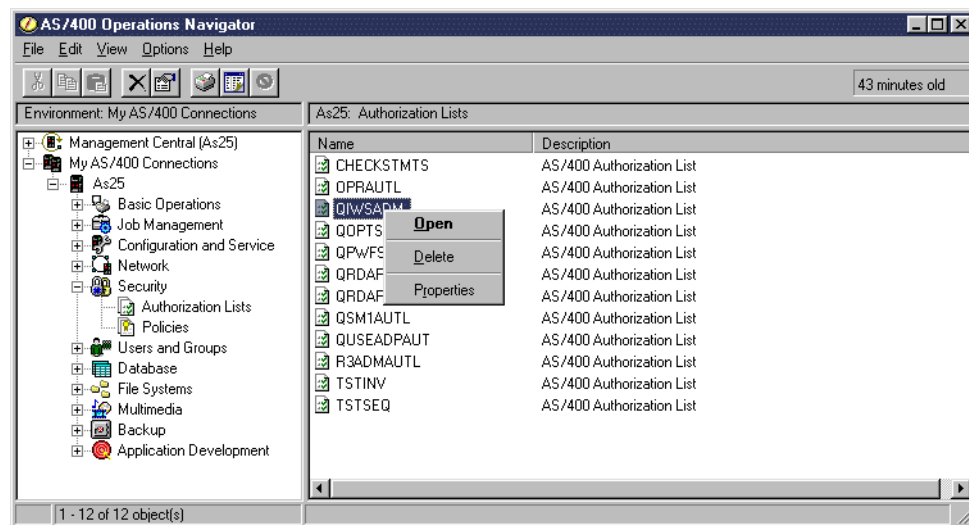 AS/400 Operations Navigator
File Edit View Options Help
43 minutes old
Environment: My AS/400 Connections
As25: Authorization Lists
Management Central (As25)
My AS/400 Connections
As25
Basic Operations
Job Management
Configuration and Service
Network
Security
Authorization Lists
Policies
Users and Groups
Database
File Systems
Multimedia
Backup
Application Development
Name Description
CHECKSTMTS AS/400 Authorization List
OPRAUTL AS/400 Authorization List
QIWSADM AS/400 Authorization List
QOPTS AS/400 Authorization List
QPWFS AS/400 Authorization List
QRDAF AS/400 Authorization List
QRDAF AS/400 Authorization List
QSM1AUTL AS/400 Authorization List
QUSEADPAUT AS/400 Authorization List
R3ADMAUTL AS/400 Authorization List
TSTINV AS/400 Authorization List
TSTSEQ AS/400 Authorization List
Open
Delete
Properties
1 - 12 of 12 object(s)